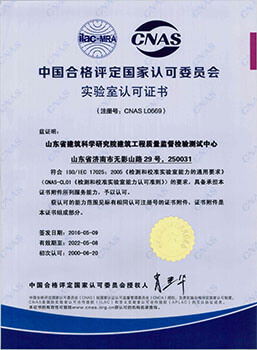 ilac-MRA
CNAS
中国合格评定国家认可委员会
实验室认可证书
（注册号：CNAS L0669）
兹证明：
山东省建筑科学研究院建筑工程质量监督检验测试中心
山东省济南市无影山路 29 号，250031
符合 ISO/IEC 17025：2005《检测和校准实验室能力的通用要求》
（CNAS-CL01《检测和校准实验室能力认可准则》）的要求，具备承担本
证书附件所列服务能力，予以认可。
获认可的能力范围见标有相同认可注册号的证书附件，证书附件是
本证书组成部分。
签发日期：2016-05-09
有效期至：2022-05-08
初次认可：2000-06-20
中国合格评定国家认可委员会授权人